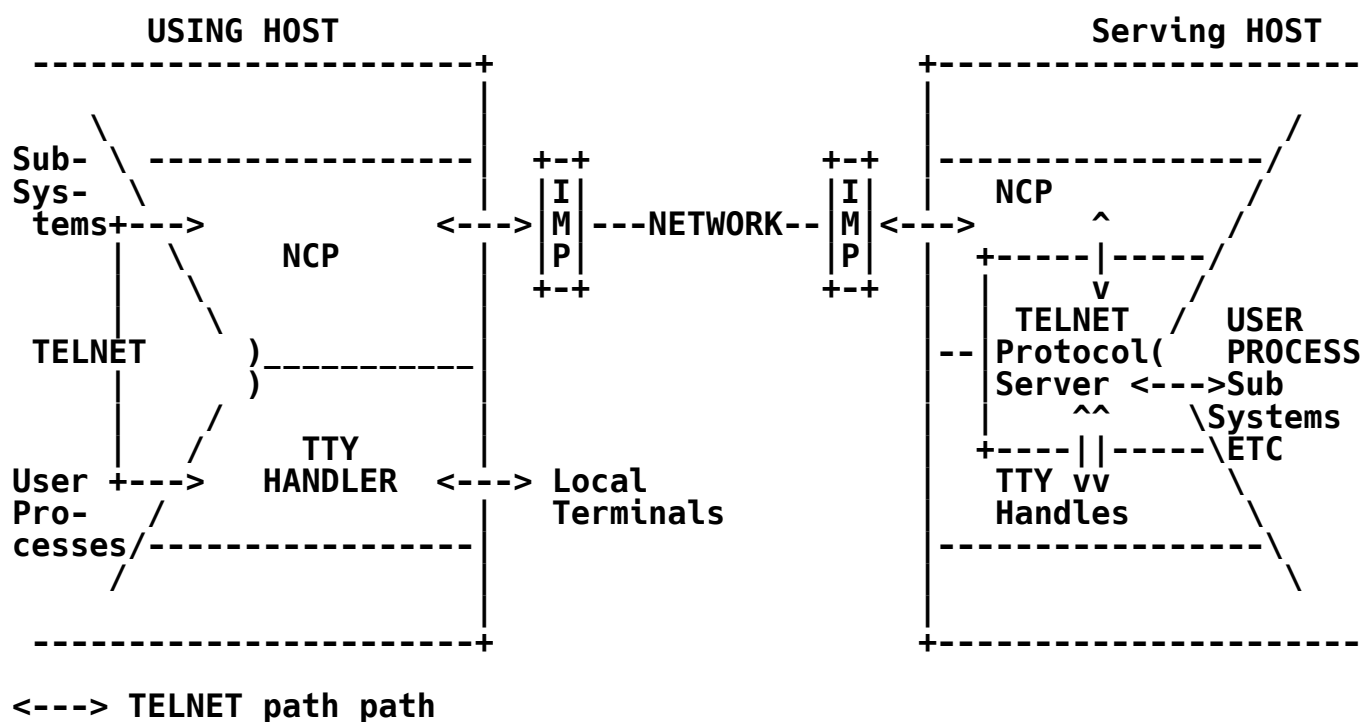 USING HOST Serving HOST
Sub-
Sys- I I NCP
tems+---> <---> M ---NETWORK-- M <--->
NCP P P
TELNET USER
TELNET Protocol( PROCESS
Server <--->Sub
Systems
TTY ETC
User +---> HANDLER <---> Local TTY vv
Pro- Terminals Handles
cesses
<---> TELNET path path